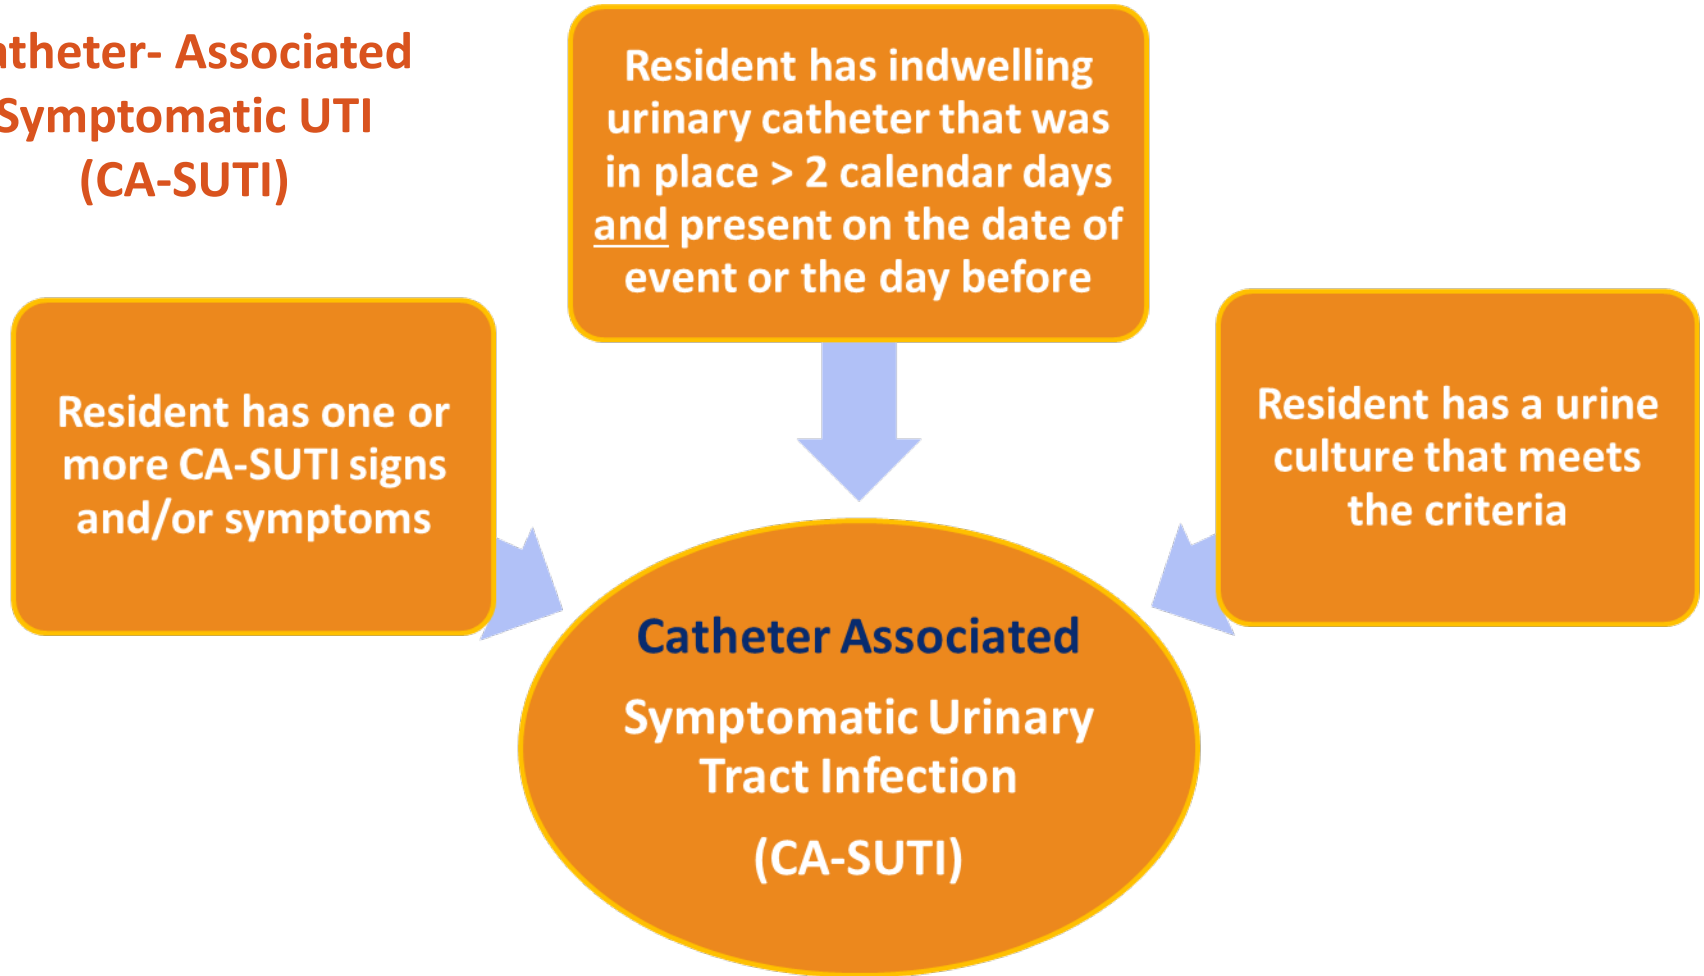 atheter- Associated
Symptomatic UTI
(CA-SUTI)
Resident has indwelling
urinary catheter that was
in place > 2 calendar days
and present on the date of
event or the day before
Resident has one or
more CA-SUTI signs
and/or symptoms
Resident has a urine
culture that meets
the criteria
Catheter Associated
Symptomatic Urinary
Tract Infection
(CA-SUTI)